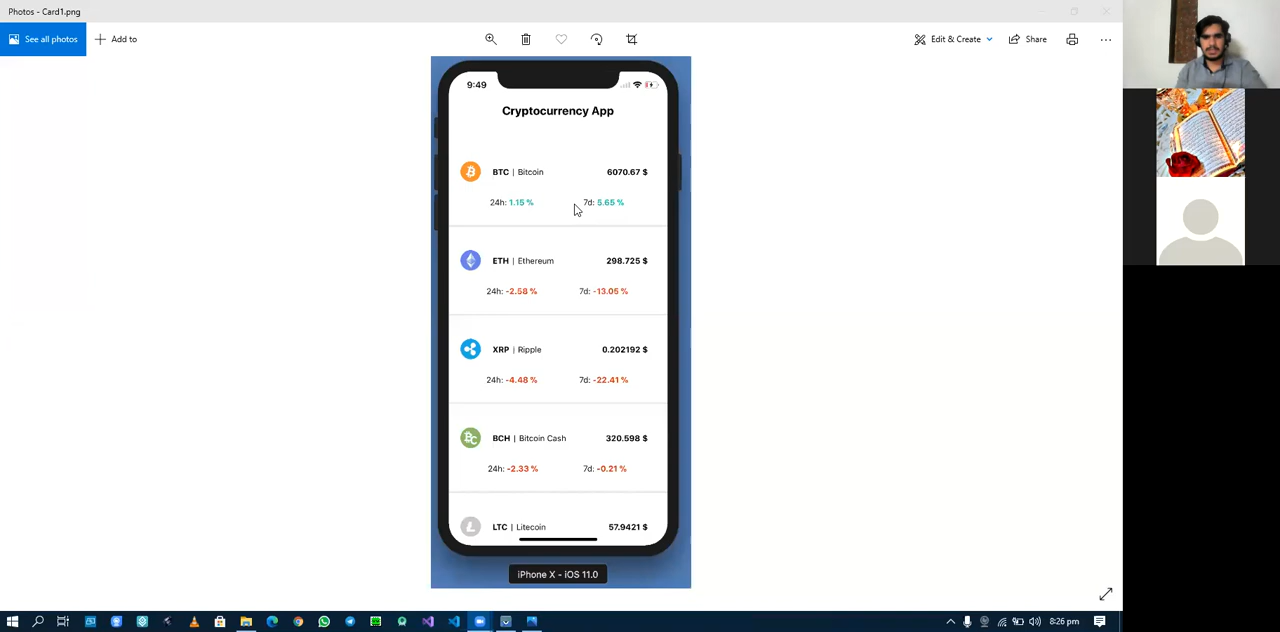 Photos - Card1.png
See all photos
Add to
Edit & Create
Share
9:49
Cryptocurrency App
BTC | Bitcoin 6070.67 $
24h: 1.15 % 7d: 5.65 %
ETH | Ethereum 298.725 $
24h: -2.58 % 7d: -13.05 %
XRP | Ripple 0.202192 $
24h: -4.48 % 7d: -22.41 %
BCH | Bitcoin Cash 320.598 $
24h: -2.33 % 7d: -0.21 %
LTC | Litecoin 57.9421 $
iPhone X - iOS 11.0
8:26 pm